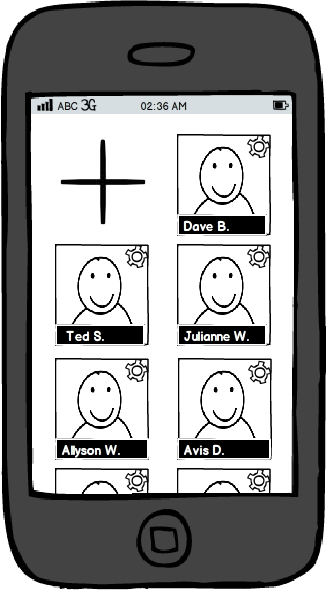 ABC 3G 02:36 AM
Dave B.
Ted S.
Julianne W.
Allyson W.
Avis D.